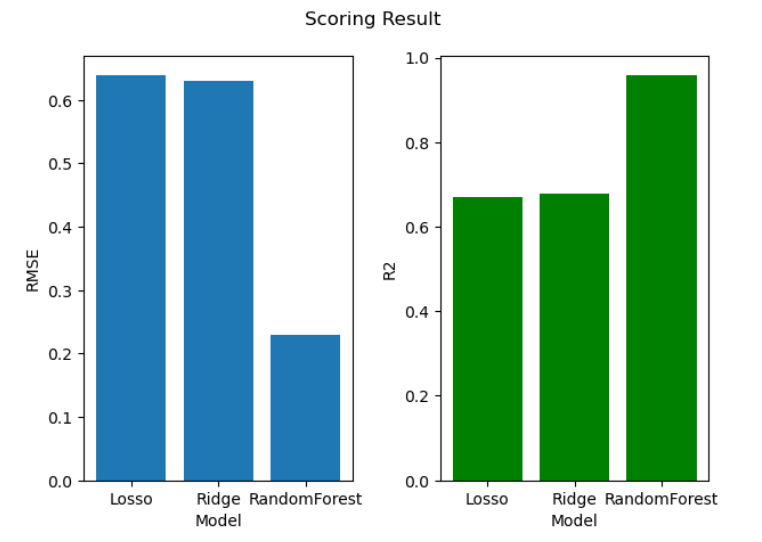 Scoring Result
RMSE
0.6
0.5
0.4
0.3
0.2
0.1
0.0
Losso Ridge RandomForest
Model
R2
1.0
0.8
0.6
0.4
0.2
0.0
Losso Ridge RandomForest
Model